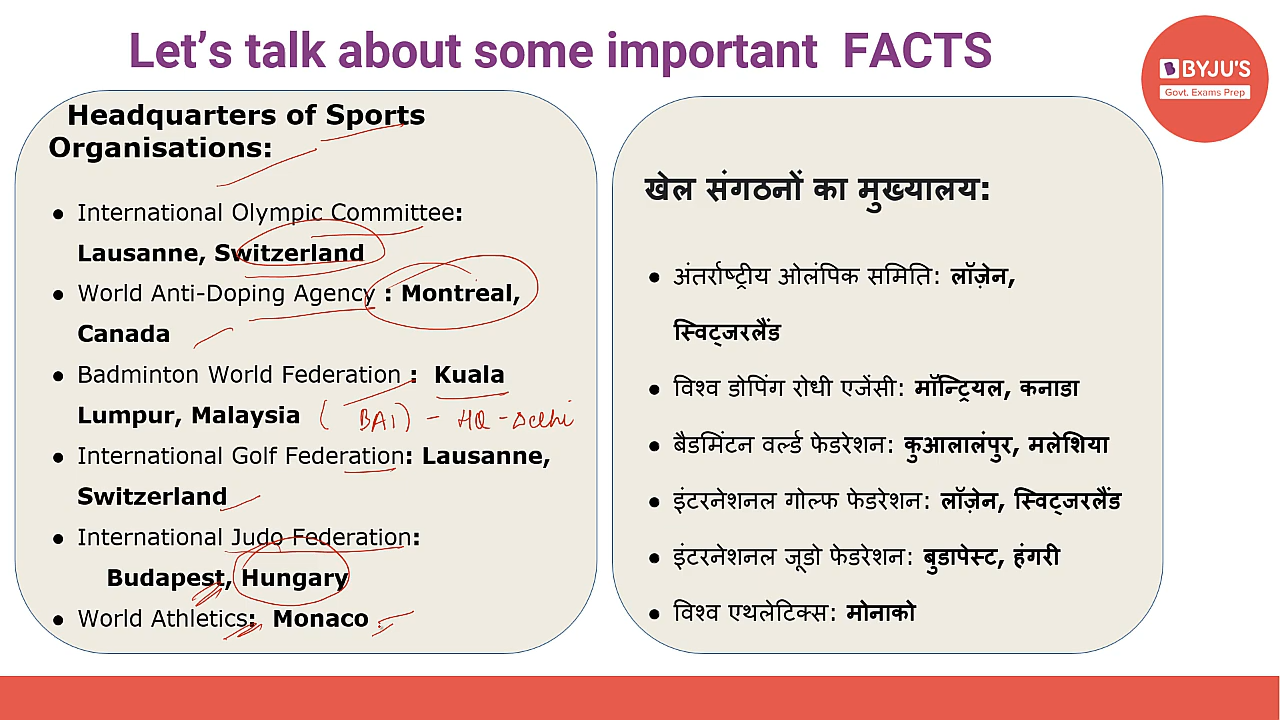 Let’s talk about some important FACTS
BYJU'S
Govt. Exams Prep
Headquarters of Sports
Organisations:
● International Olympic Committee:
Lausanne, Switzerland
● World Anti-Doping Agency : Montreal,
Canada
● Badminton World Federation : Kuala
Lumpur, Malaysia ( BAI) - HQ - Delhi
● International Golf Federation: Lausanne,
Switzerland
● International Judo Federation:
Budapest, Hungary
● World Athletics: Monaco
खेल संगठनों का मुख्यालय:
● अंतर्राष्ट्रीय ओलंपिक समिति: लॉज़ेन,
स्विट्जरलैंड
● विश्व डोपिंग रोधी एजेंसी: मॉन्ट्रियल, कनाडा
● बैडमिंटन वर्ल्ड फेडरेशन: कुआलालंपुर, मलेशिया
● इंटरनेशनल गोल्फ फेडरेशन: लॉज़ेन, स्विट्जरलैंड
● इंटरनेशनल जूडो फेडरेशन: बुडापेस्ट, हंगरी
● विश्व एथलेटिक्स: मोनाको